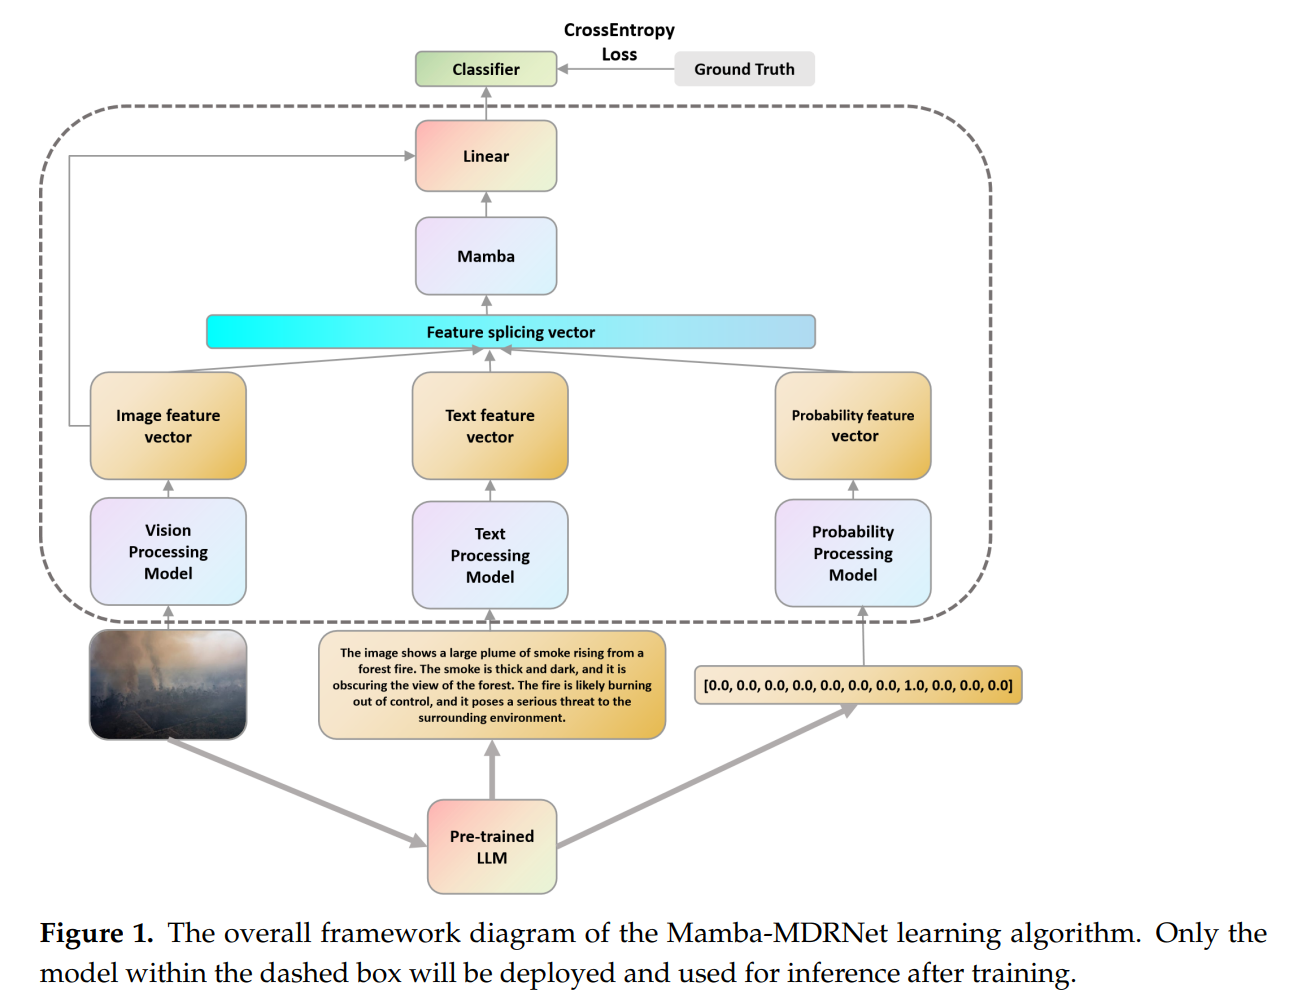 CrossEntropy
Loss
Classifier
Ground Truth
Linear
Mamba
Feature splicing vector
Image feature
vector
Text feature
vector
Probability feature
vector
Vision
Processing
Model
Text
Processing
Model
Probability
Processing
Model
The image shows a large plume of smoke rising from a
forest fire. The smoke is thick and dark, and it is
obscuring the view of the forest. The fire is likely burning
out of control, and it poses a serious threat to the
surrounding environment.
[0.0, 0.0, 0.0, 0.0, 0.0, 0.0, 0.0, 1.0, 0.0, 0.0, 0.0]
Pre-trained
LLM
Figure 1. The overall framework diagram of the Mamba-MDRNet learning algorithm. Only the
model within the dashed box will be deployed and used for inference after training.